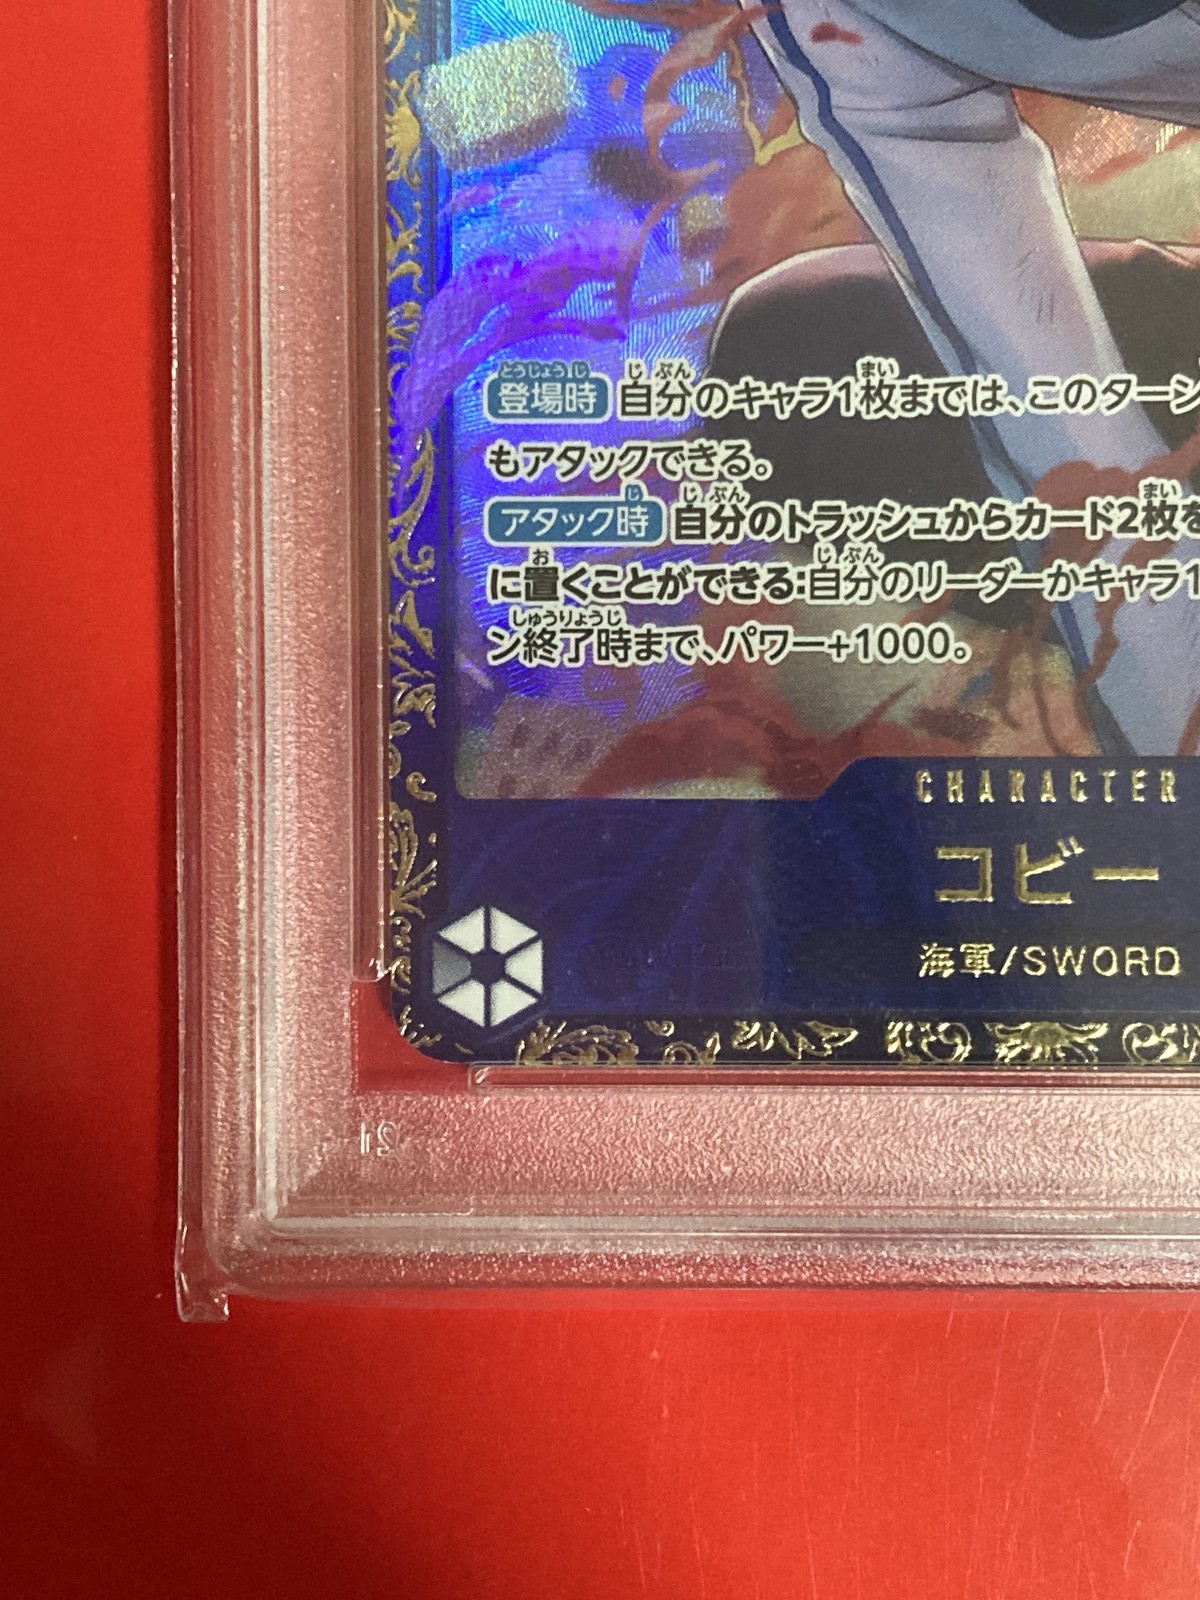 登場時 自分のキャラ1枚までは、このターン
もアタックできる。
アタック時 自分のトラッシュからカード2枚を
に置くことができる:自分のリーダーかキャラ1
ン終了時まで、パワー+1000。
CHARACTER
コビー
海軍/SWORD
21